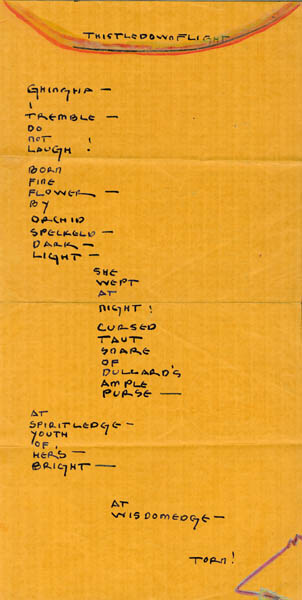 THISTLEDOWNFLIGHT
GHINGHA —
I
TREMBLE —
DO
NOT
LAUGH !
BORN
FIRE
FLOWER —
BY
ORCHID
SPELKELD —
DARK —
LIGHT —
SHE
WEPT
AT
NIGHT !
CURSED
TAUT
SNARE
OF
DULLARD'S
AMPLE
PURSE —
AT
SPIRITLEDGE —
YOUTH
OF
HER'S —
BRIGHT —
AT
WISDOMEDGE —
TORN !